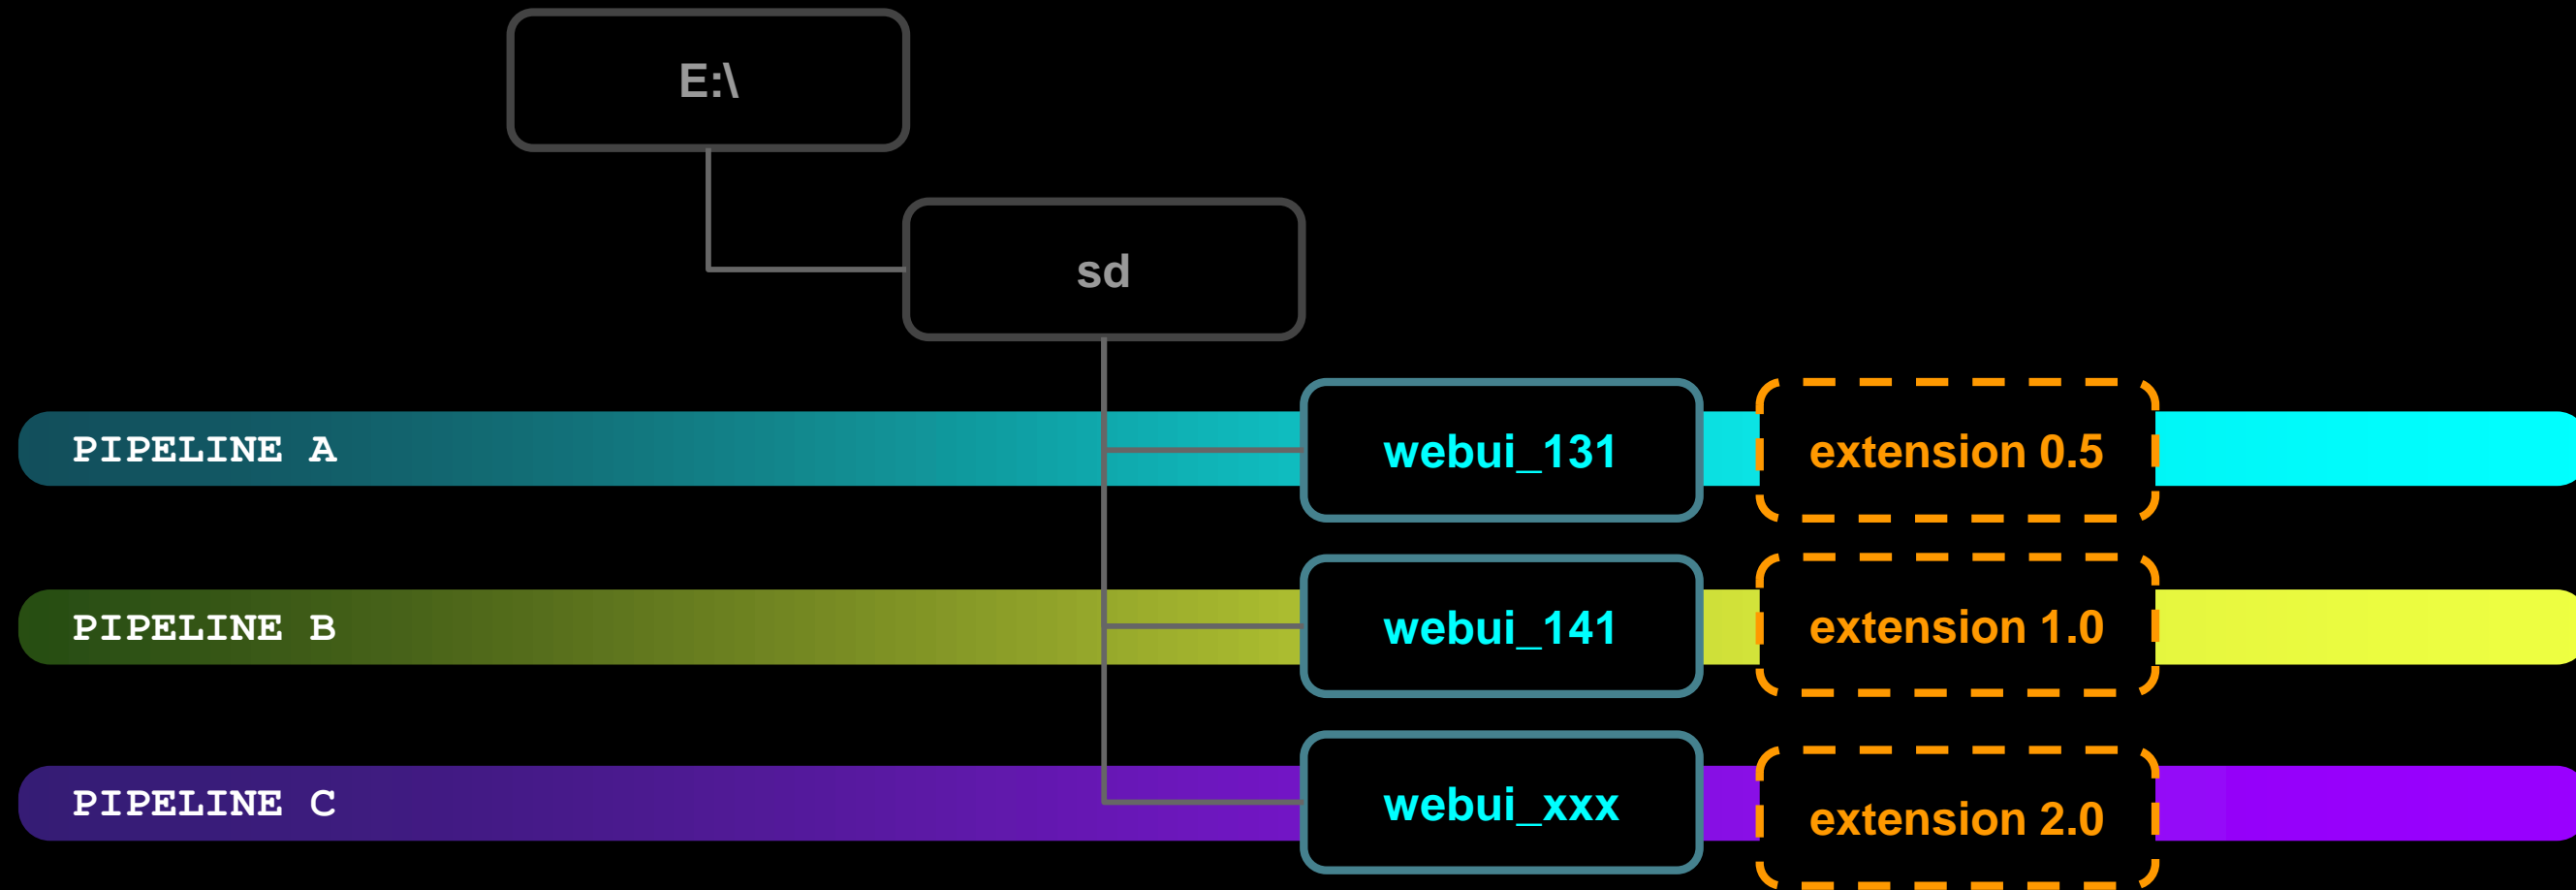 E:\
sd
PIPELINE A
webui_131
extension 0.5
PIPELINE B
webui_141
extension 1.0
PIPELINE C
webui_xxx
extension 2.0